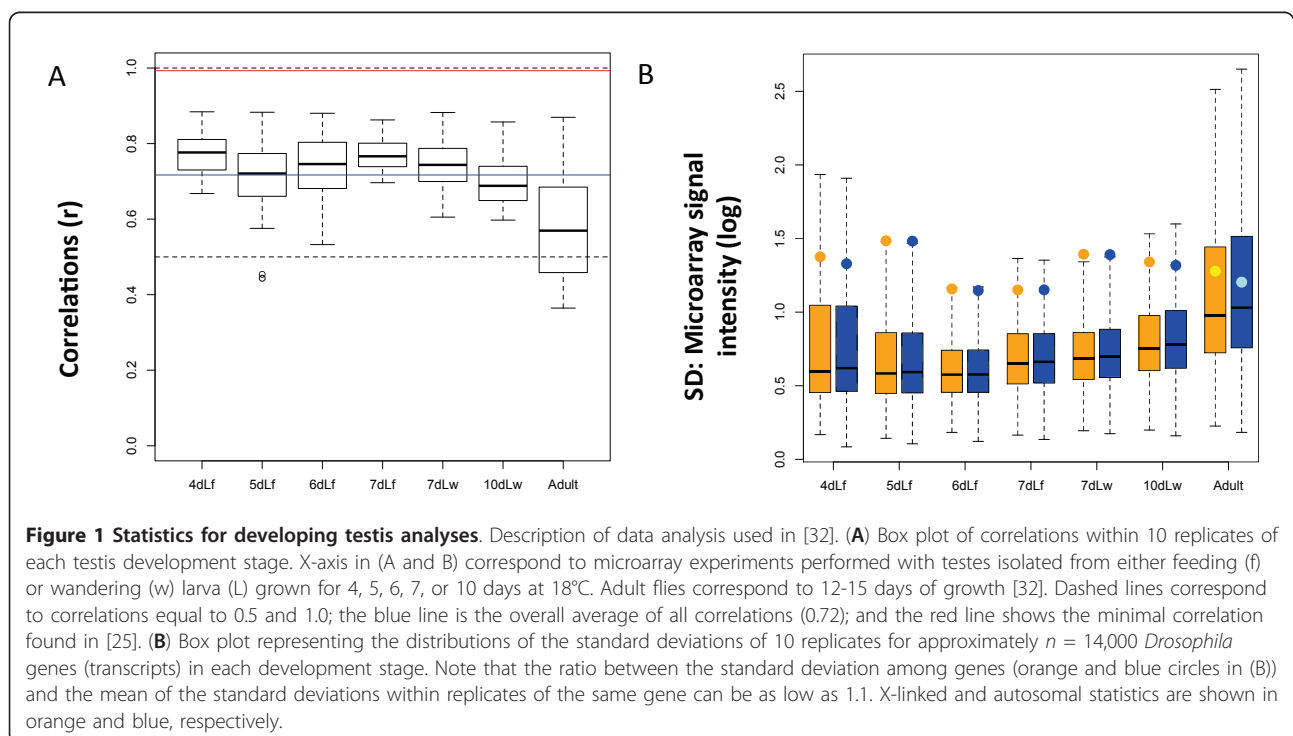 A
Correlations (r)
1.0
0.8
0.6
0.4
0.2
0.0
4dLf 5dLf 6dLf 7dLf 7dLw 10dLw Adult
B
SD: Microarray signal
intensity (log)
2.5
2.0
1.5
1.0
0.5
0.0
4dLf 5dLf 6dLf 7dLf 7dLw 10dLw Adult
Figure 1 Statistics for developing testis analyses. Description of data analysis used in [32]. (A) Box plot of correlations within 10 replicates of
each testis development stage. X-axis in (A and B) correspond to microarray experiments performed with testes isolated from either feeding (f)
or wandering (w) larva (L) grown for 4, 5, 6, 7, or 10 days at 18°C. Adult flies correspond to 12-15 days of growth [32]. Dashed lines correspond
to correlations equal to 0.5 and 1.0; the blue line is the overall average of all correlations (0.72); and the red line shows the minimal correlation
found in [25]. (B) Box plot representing the distributions of the standard deviations of 10 replicates for approximately n = 14,000 Drosophila
genes (transcripts) in each development stage. Note that the ratio between the standard deviation among genes (orange and blue circles in (B))
and the mean of the standard deviations within replicates of the same gene can be as low as 1.1. X-linked and autosomal statistics are shown in
orange and blue, respectively.